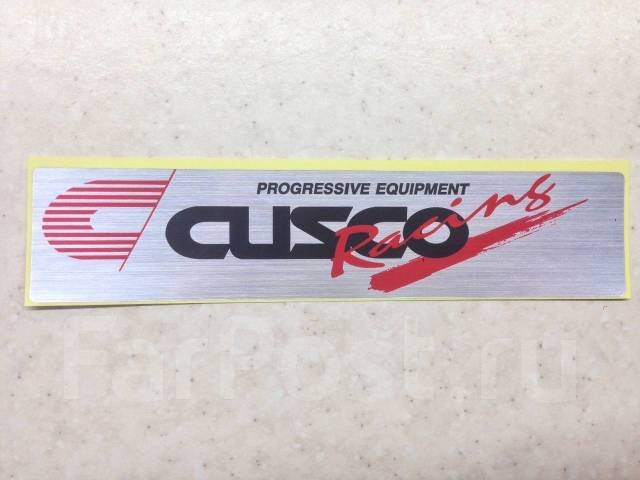 PROGRESSIVE EQUIPMENT
CUSCO
Racing
FarPost.ru